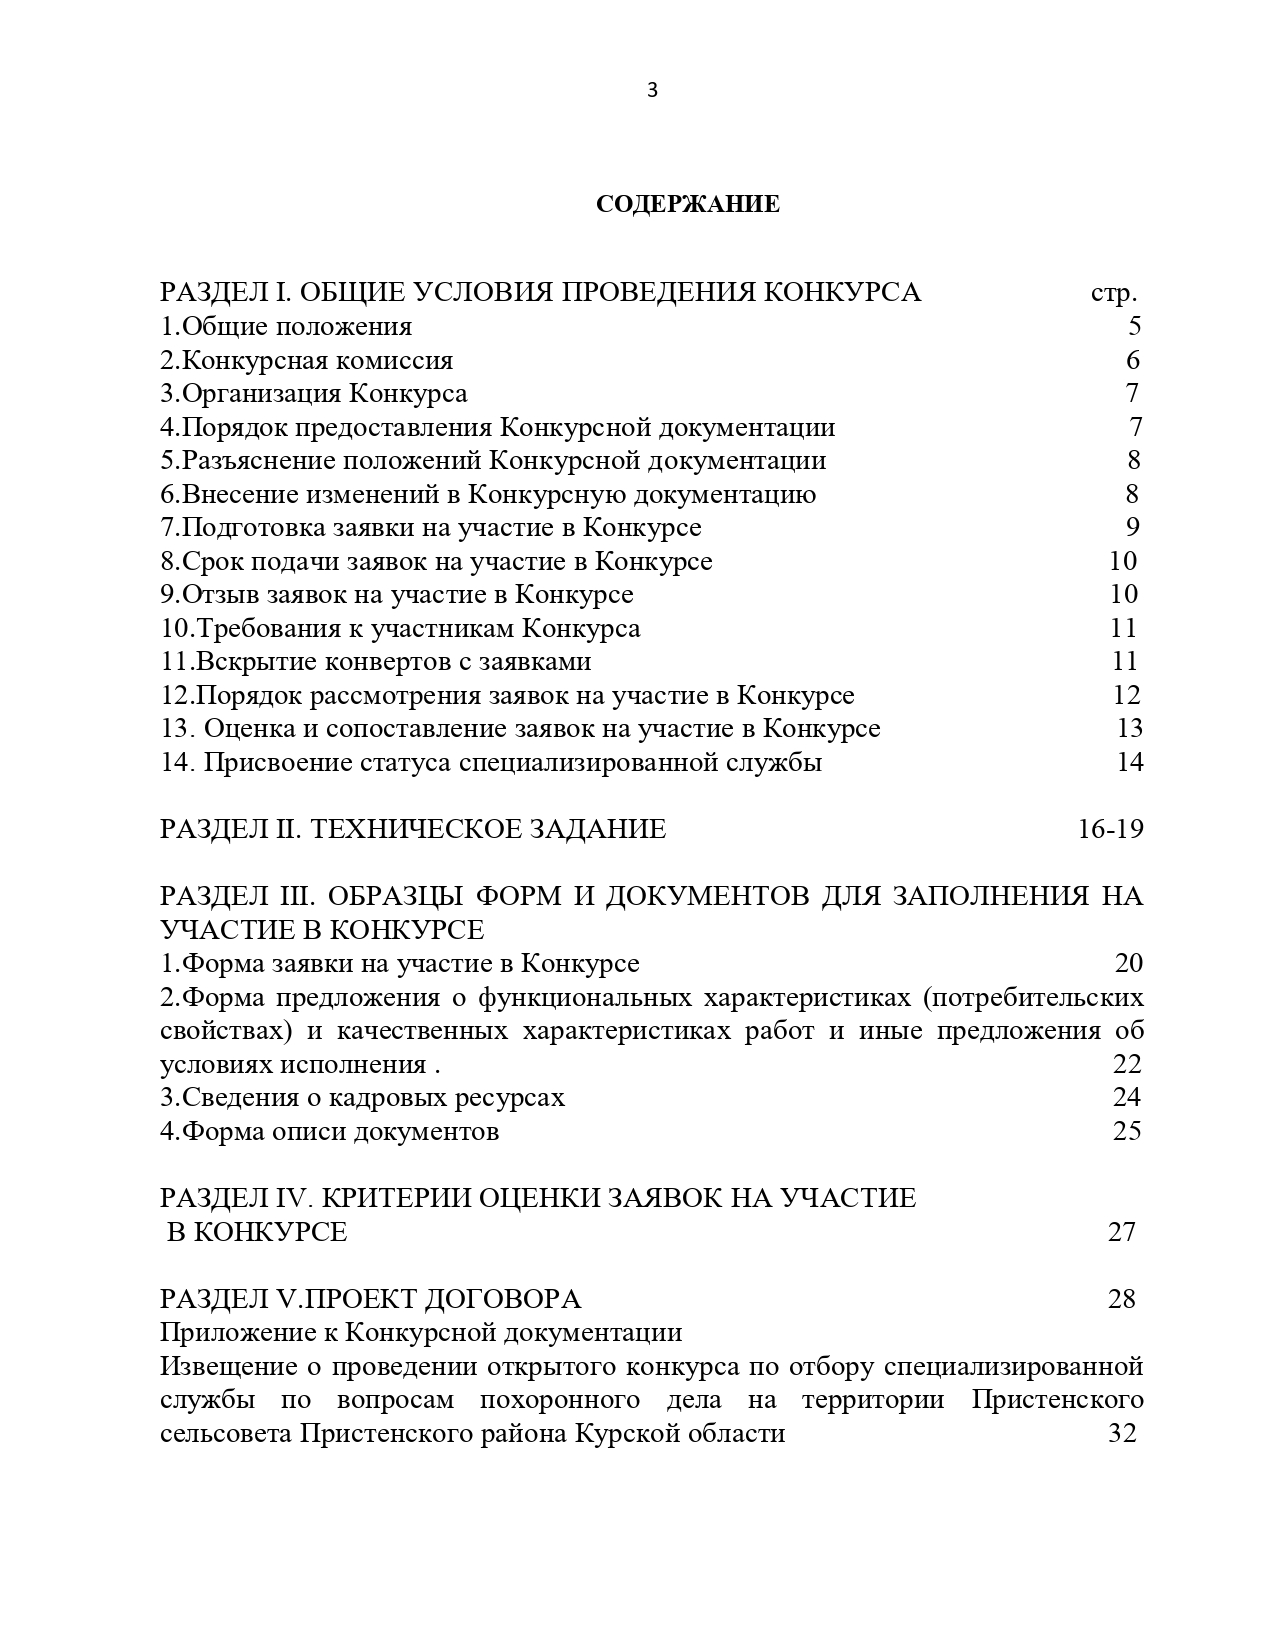 3
СОДЕРЖАНИЕ
РАЗДЕЛ I. ОБЩИЕ УСЛОВИЯ ПРОВЕДЕНИЯ КОНКУРСА стр.
1.Общие положения 5
2.Конкурсная комиссия 6
3.Организация Конкурса 7
4.Порядок предоставления Конкурсной документации 7
5.Разъяснение положений Конкурсной документации 8
6.Внесение изменений в Конкурсную документацию 8
7.Подготовка заявки на участие в Конкурсе 9
8.Срок подачи заявок на участие в Конкурсе 10
9.Отзыв заявок на участие в Конкурсе 10
10.Требования к участникам Конкурса 11
11.Вскрытие конвертов с заявками 11
12.Порядок рассмотрения заявок на участие в Конкурсе 12
13. Оценка и сопоставление заявок на участие в Конкурсе 13
14. Присвоение статуса специализированной службы 14
РАЗДЕЛ II. ТЕХНИЧЕСКОЕ ЗАДАНИЕ 16-19
РАЗДЕЛ III. ОБРАЗЦЫ ФОРМ И ДОКУМЕНТОВ ДЛЯ ЗАПОЛНЕНИЯ НА
УЧАСТИЕ В КОНКУРСЕ
1.Форма заявки на участие в Конкурсе 20
2.Форма предложения о функциональных характеристиках (потребительских
свойствах) и качественных характеристиках работ и иные предложения об
условиях исполнения . 22
3.Сведения о кадровых ресурсах 24
4.Форма описи документов 25
РАЗДЕЛ IV. КРИТЕРИИ ОЦЕНКИ ЗАЯВОК НА УЧАСТИЕ
В КОНКУРСЕ 27
РАЗДЕЛ V.ПРОЕКТ ДОГОВОРА 28
Приложение к Конкурсной документации
Извещение о проведении открытого конкурса по отбору специализированной
службы по вопросам похоронного дела на территории Пристенского
сельсовета Пристенского района Курской области 32